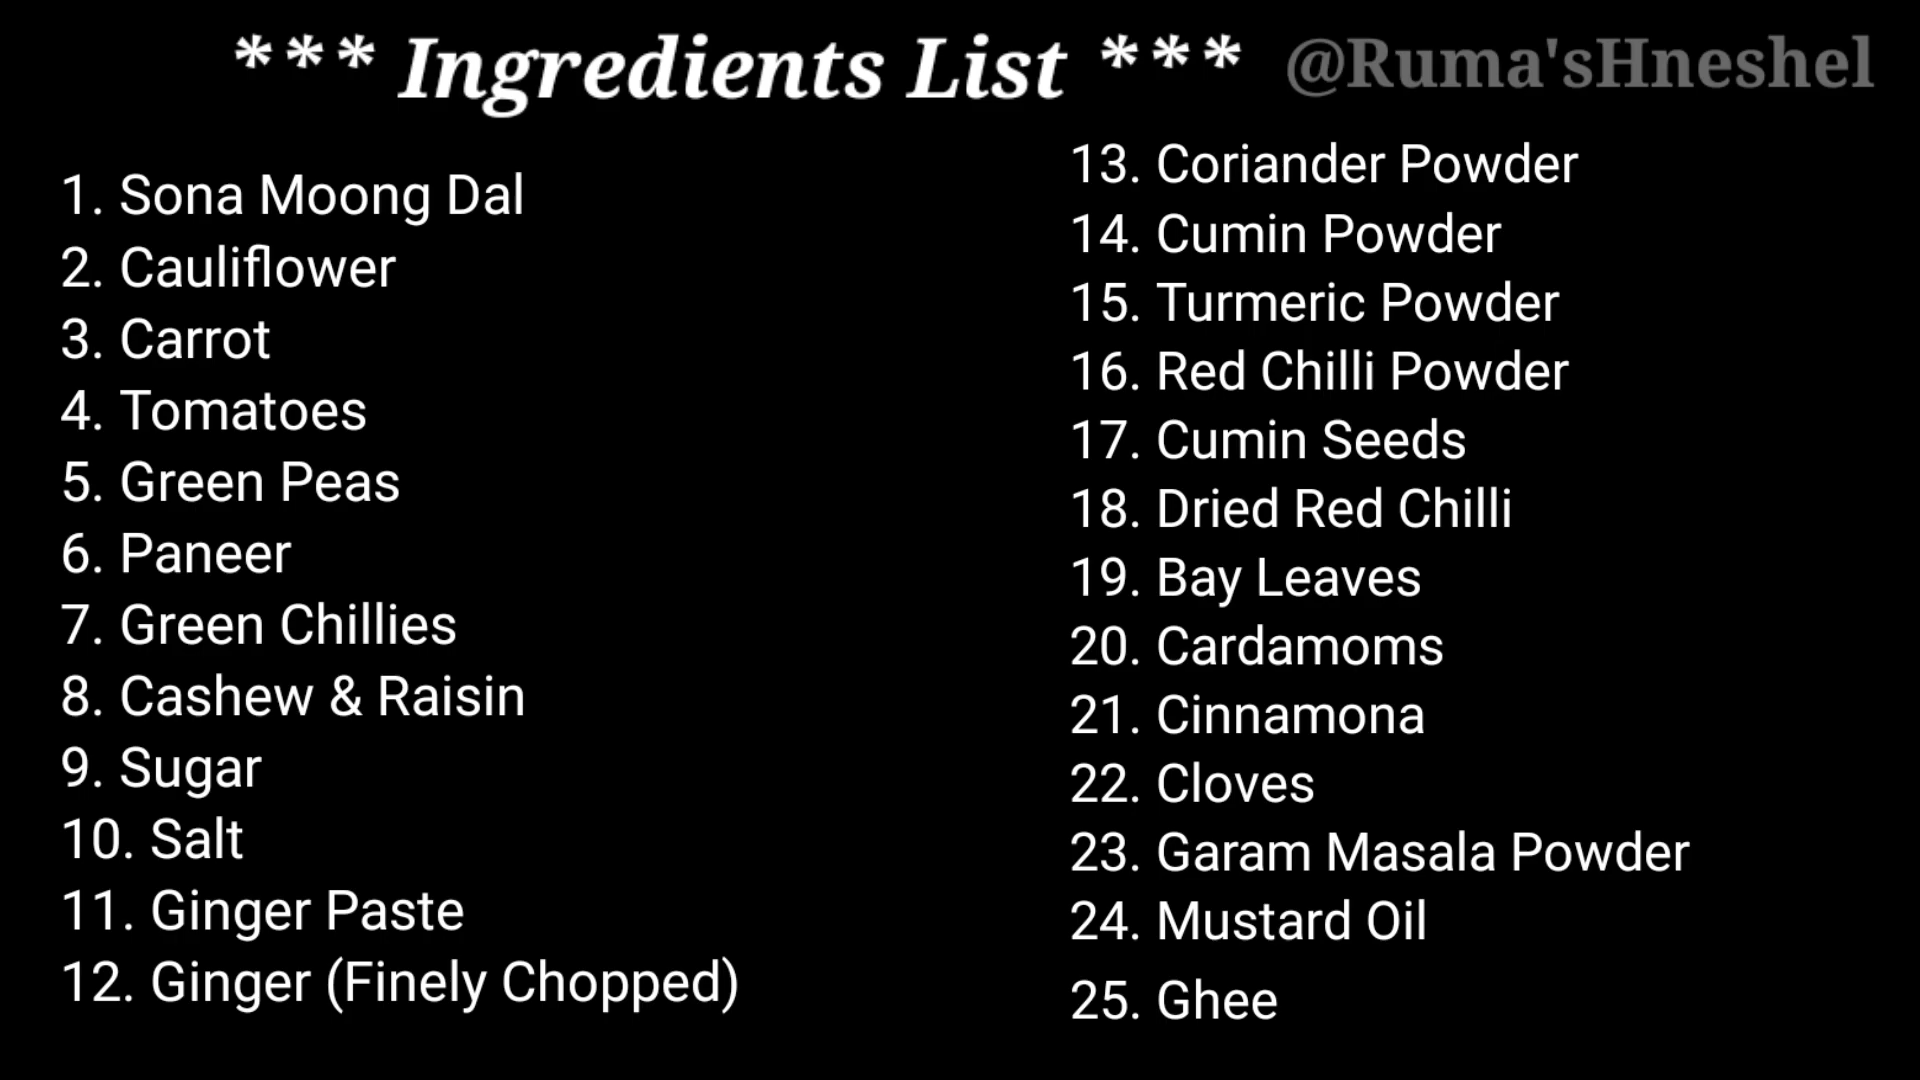 *** Ingredients List ***
@Ruma'sHneshel
1. Sona Moong Dal
2. Cauliflower
3. Carrot
4. Tomatoes
5. Green Peas
6. Paneer
7. Green Chillies
8. Cashew & Raisin
9. Sugar
10. Salt
11. Ginger Paste
12. Ginger (Finely Chopped)
13. Coriander Powder
14. Cumin Powder
15. Turmeric Powder
16. Red Chilli Powder
17. Cumin Seeds
18. Dried Red Chilli
19. Bay Leaves
20. Cardamoms
21. Cinnamona
22. Cloves
23. Garam Masala Powder
24. Mustard Oil
25. Ghee